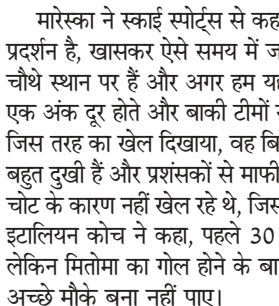 मारेस्का ने स्काई स्पोर्ट्स से कह
प्रदर्शन है, खासकर ऐसे समय में ज
चौथे स्थान पर हैं और अगर हम यह
एक अंक दूर होते और बाकी टीमों
जिस तरह का खेल दिखाया, वह बि
बहुत दुखी हैं और प्रशंसकों से माफी
चोट के कारण नहीं खेल रहे थे, जिस
इटालियन कोच ने कहा, पहले 30
लेकिन मितोमा का गोल होने के बा
अच्छे मौके बना नहीं पाए।